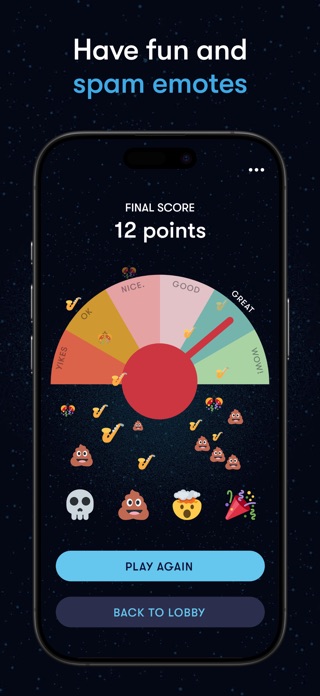 Have fun and
spam emotes
FINAL SCORE
12 points
YIKES
OK
NICE.
GOOD
GREAT
WOW!
PLAY AGAIN
BACK TO LOBBY